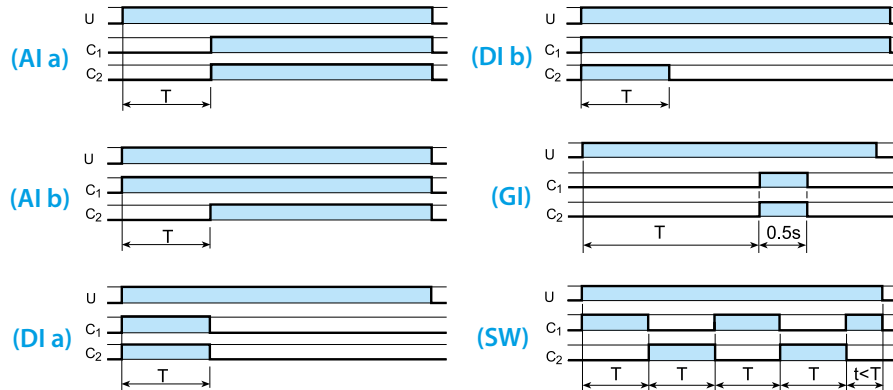 (AI a)
U
C₁
C₂
T
(AI b)
U
C₁
C₂
T
(DI a)
U
C₁
C₂
T
(DI b)
U
C₁
C₂
T
(GI)
U
C₁
C₂
T 0.5s
(SW)
U
C₁
C₂
T T T T t<T